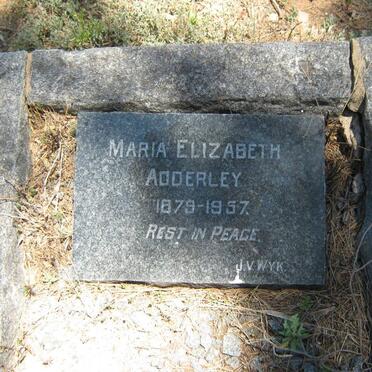 MARIA ELIZABETH
ADDERLEY
1879-1957.
REST IN PEACE
J.V.WYK.